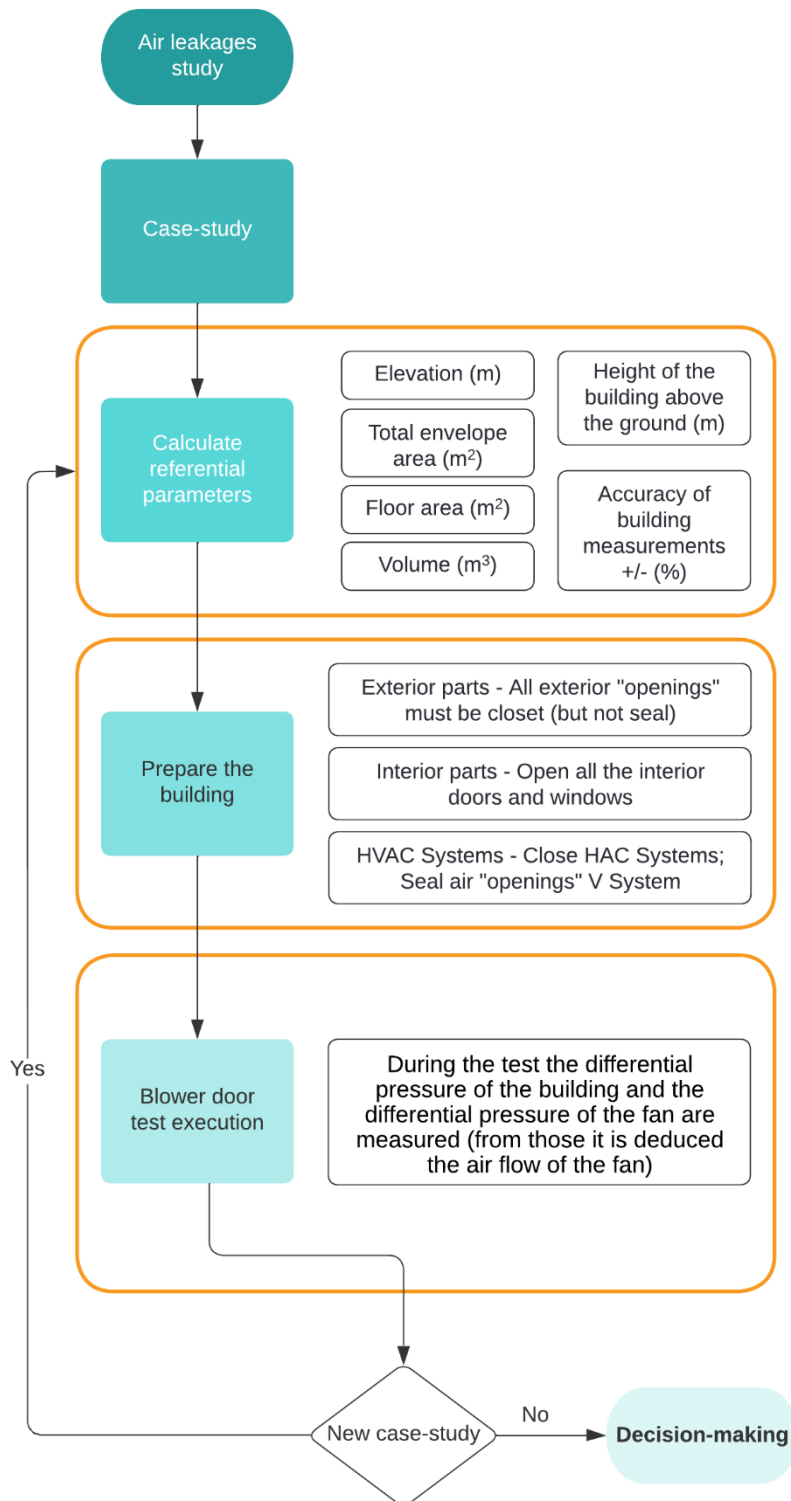 Air leakages
study
Case-study
Calculate
referential
parameters
Elevation (m)
Total envelope
area (m²)
Floor area (m²)
Volume (m³)
Height of the
building above
the ground (m)
Accuracy of
building
measurements
+/- (%)
Prepare the
building
Exterior parts - All exterior "openings"
must be closet (but not seal)
Interior parts - Open all the interior
doors and windows
HVAC Systems - Close HAC Systems;
Seal air "openings" V System
Blower door
test execution
During the test the differential
pressure of the building and the
differential pressure of the fan are
measured (from those it is deduced
the air flow of the fan)
Yes
New case-study
No
Decision-making